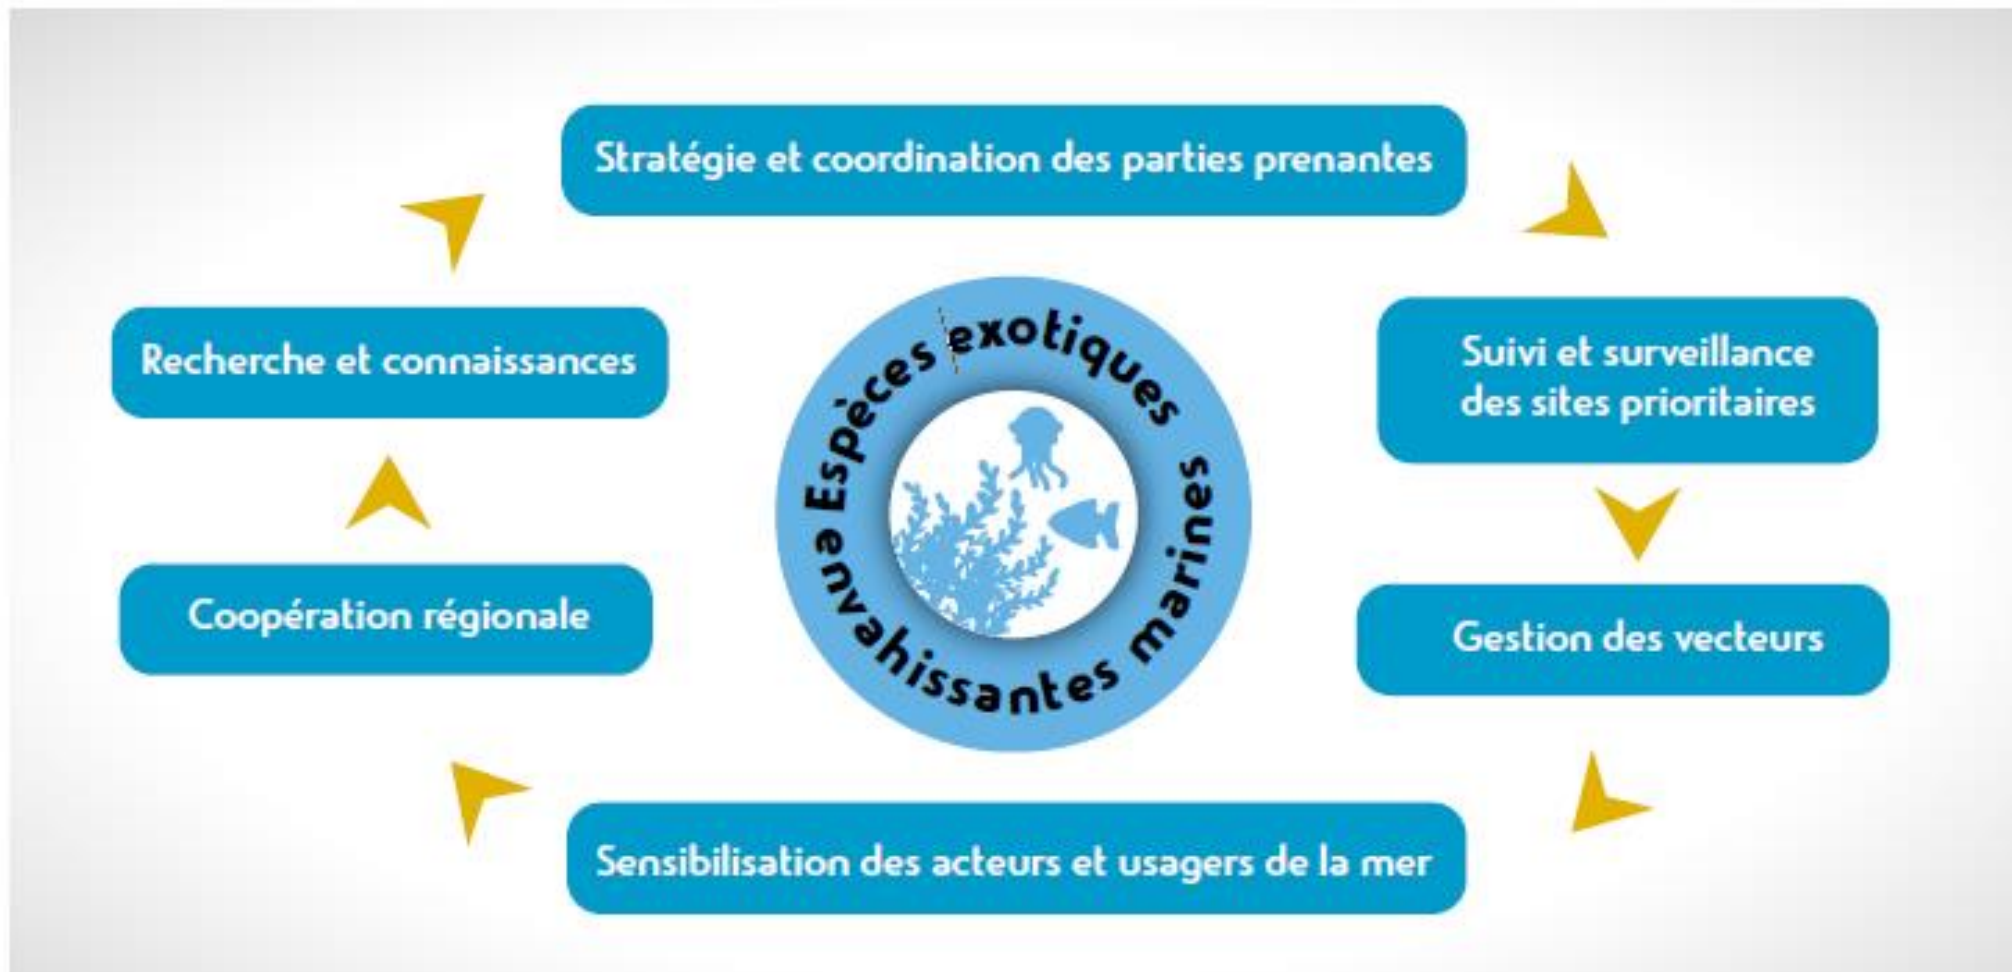 Stratégie et coordination des parties prenantes
Suivi et surveillance
des sites prioritaires
Gestion des vecteurs
Sensibilisation des acteurs et usagers de la mer
Coopération régionale
Recherche et connaissances
Espèces exotiques
envahissantes marines